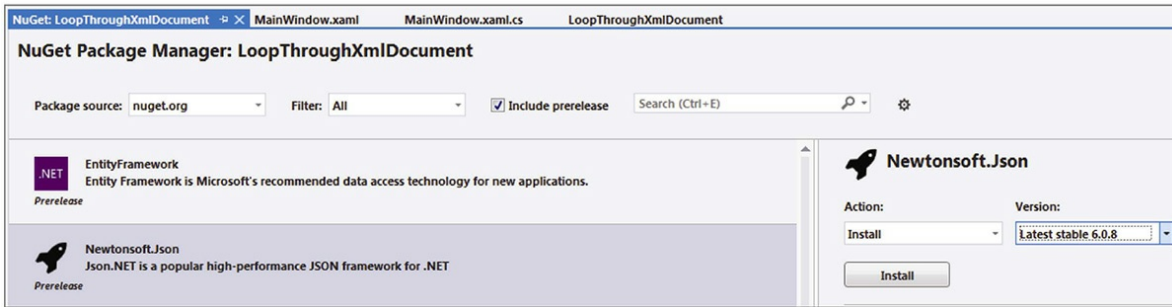 NuGet: LoopThroughXmlDocument MainWindow.xaml MainWindow.xaml.cs LoopThroughXmlDocument
NuGet Package Manager: LoopThroughXmlDocument
Package source: nuget.org Filter: All Include prerelease Search (Ctrl+E)
.NET
EntityFramework
Entity Framework is Microsoft's recommended data access technology for new applications.
Prerelease
Newtonsoft.Json
Json.NET is a popular high-performance JSON framework for .NET
Prerelease
Newtonsoft.Json
Action: Version:
Install Latest stable 6.0.8
Install